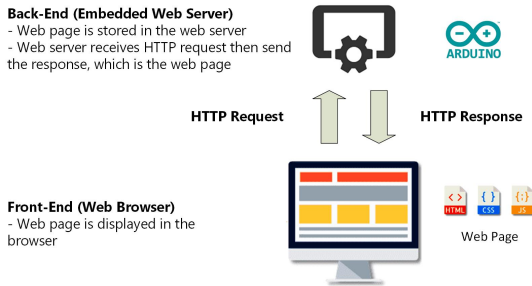 Back-End (Embedded Web Server)
- Web page is stored in the web server
- Web server receives HTTP request then send
the response, which is the web page
ARDUINO
HTTP Request
HTTP Response
Front-End (Web Browser)
- Web page is displayed in the
browser
<> { } {;}
HTML CSS JS
Web Page